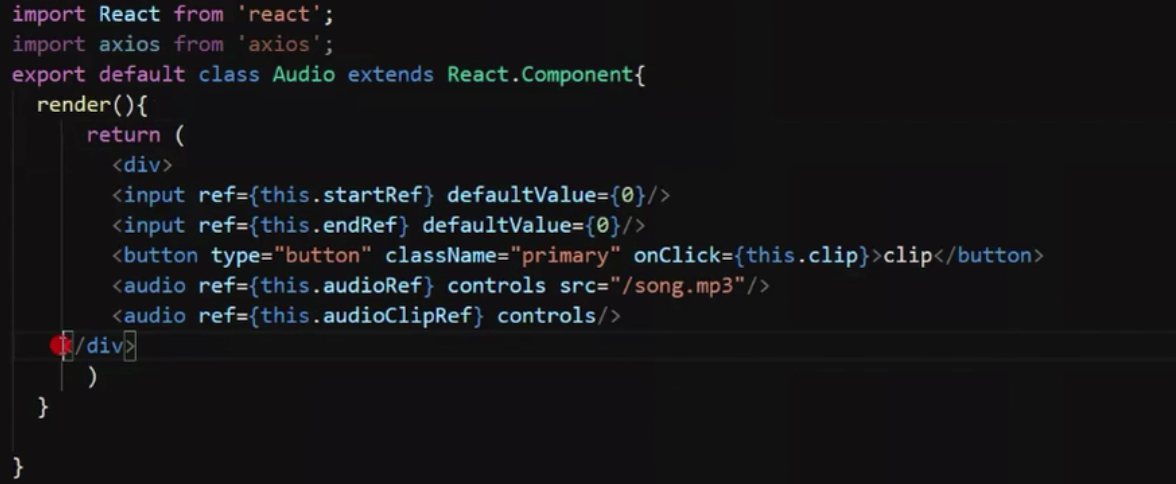 import React from 'react';
import axios from 'axios';
export default class Audio extends React.Component{
  render(){
      return (
        <div>
        <input ref={this.startRef} defaultValue={0}/>
        <input ref={this.endRef} defaultValue={0}/>
        <button type="button" className="primary" onClick={this.clip}>clip</button>
        <audio ref={this.audioRef} controls src="/song.mp3"/>
        <audio ref={this.audioClipRef} controls/>
    </div>
      )
  }
}